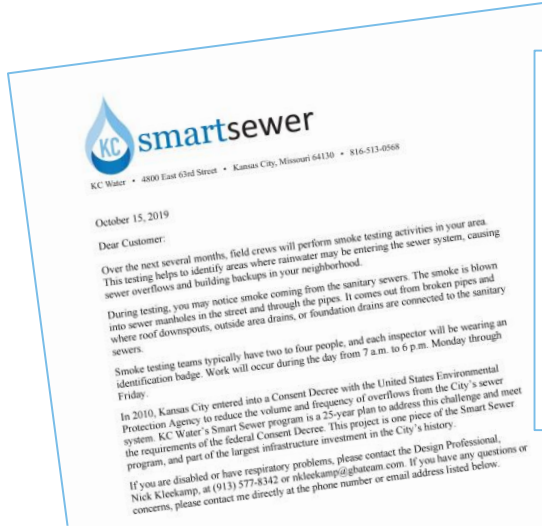 KC
smartsewer
KC Water • 4800 East 63rd Street • Kansas City, Missouri 64130 • 816-513-0568
October 15, 2019
Dear Customer:
Over the next several months, field crews will perform smoke testing activities in your area.
This testing helps to identify areas where rainwater may be entering the sewer system, causing
sewer overflows and building backups in your neighborhood.
During testing, you may notice smoke coming from the sanitary sewers. The smoke is blown
into sewer manholes in the street and through the pipes. It comes out from broken pipes and
where roof downspouts, outside area drains, or foundation drains are connected to the sanitary
sewers.
Smoke testing teams typically have two to four people, and each inspector will be wearing an
identification badge. Work will occur during the day from 7 a.m. to 6 p.m. Monday through
Friday.
In 2010, Kansas City entered into a Consent Decree with the United States Environmental
Protection Agency to reduce the volume and frequency of overflows from the City's sewer
system. KC Water's Smart Sewer program is a 25-year plan to address this challenge and meet
the requirements of the federal Consent Decree. This project is one piece of the Smart Sewer
program, and part of the largest infrastructure investment in the City's history.
If you are disabled or have respiratory problems, please contact the Design Professional,
Nick Kleekamp, at (913) 577-8342 or nkleekamp@gbateam.com. If you have any questions or
concerns, please contact me directly at the phone number or email address listed below.